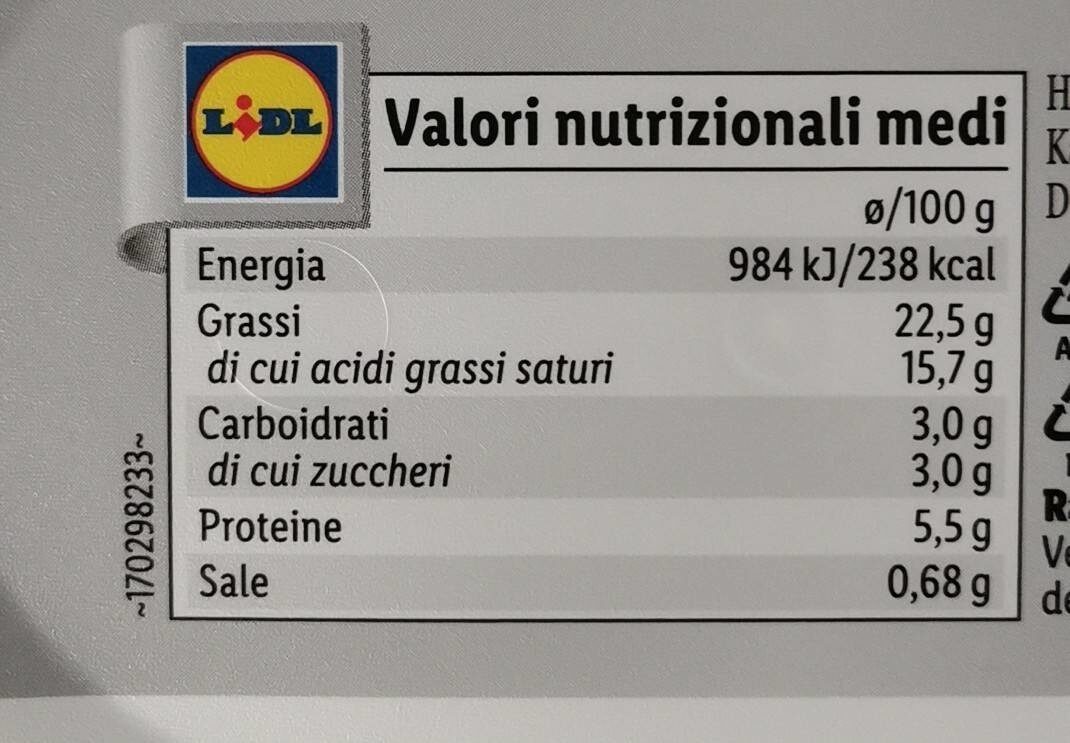 LIDL
Valori nutrizionali medi
ø/100 g
Energia 984 kJ/238 kcal
Grassi 22,5 g
di cui acidi grassi saturi 15,7 g
Carboidrati 3,0 g
di cui zuccheri 3,0 g
Proteine 5,5 g
Sale 0,68 g
~170298233~